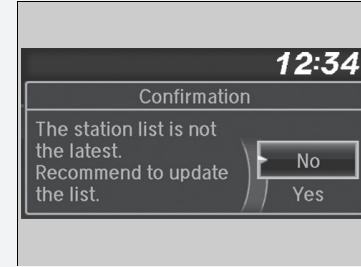 12:34
Confirmation
The station list is not
the latest.
Recommend to update
the list.
No
Yes